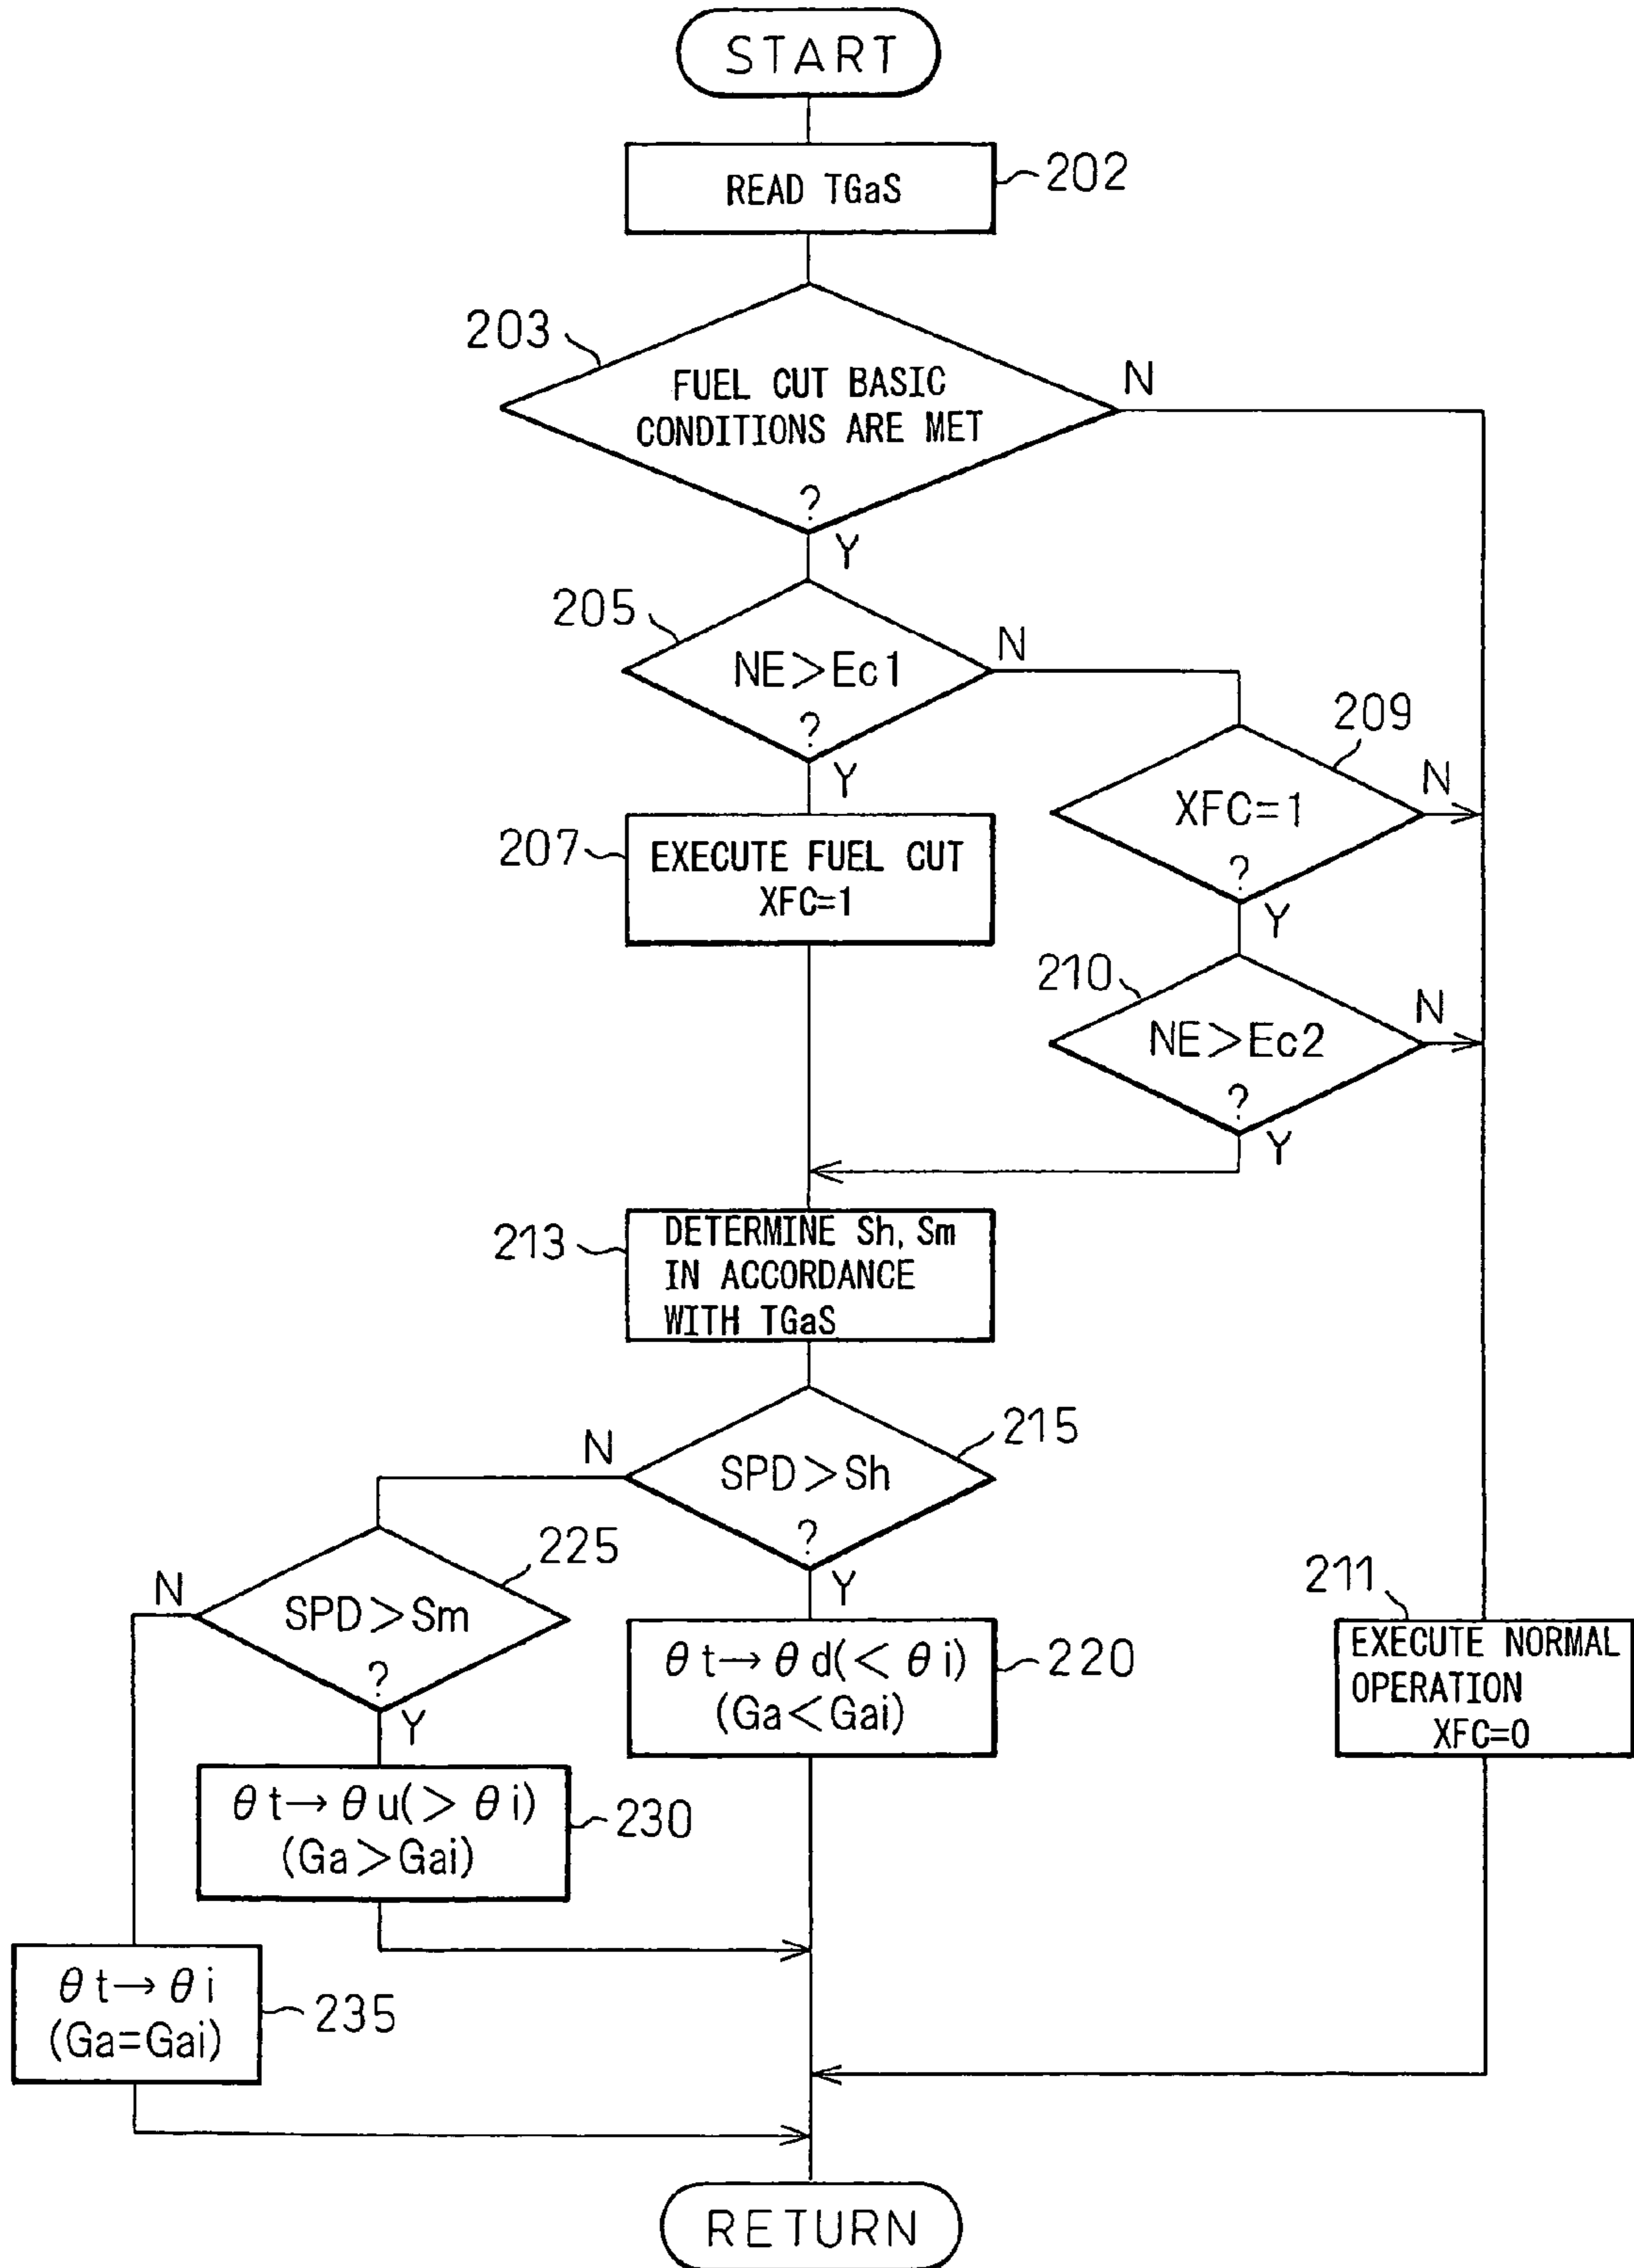 START
READ TGaS
202
203
FUEL CUT BASIC
CONDITIONS ARE MET
?
N
Y
205
NE>Ec1
?
N
Y
209
XFC=1
?
N
Y
207
EXECUTE FUEL CUT
XFC=1
210
NE>Ec2
?
N
Y
213
DETERMINE Sh, Sm
IN ACCORDANCE
WITH TGaS
215
SPD>Sh
?
N
Y
225
SPD>Sm
?
N
Y
θt→θd(<θi)
(Ga<Gai)
220
211
EXECUTE NORMAL
OPERATION
XFC=0
θt→θu(>θi)
(Ga>Gai)
230
θt→θi
(Ga=Gai)
235
RETURN